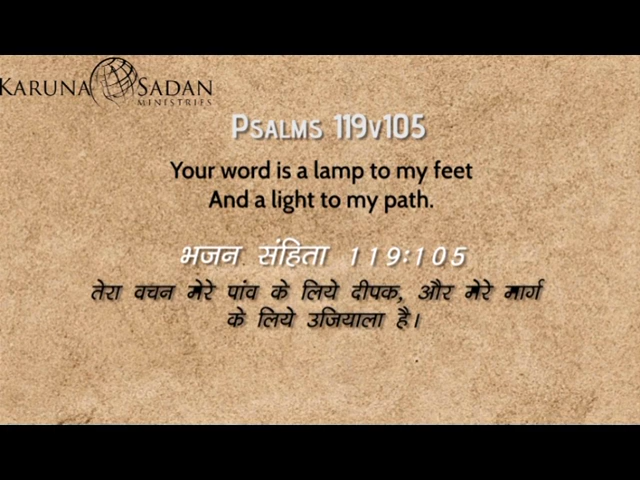 KARUNA SADAN
MINISTRIES
PSALMS 119V105
Your word is a lamp to my feet
And a light to my path.
भजन संहिता 119:105
तेरा वचन मेरे पांव के लिये दीपक, और मेरे मार्ग
के लिये उजियाला है।